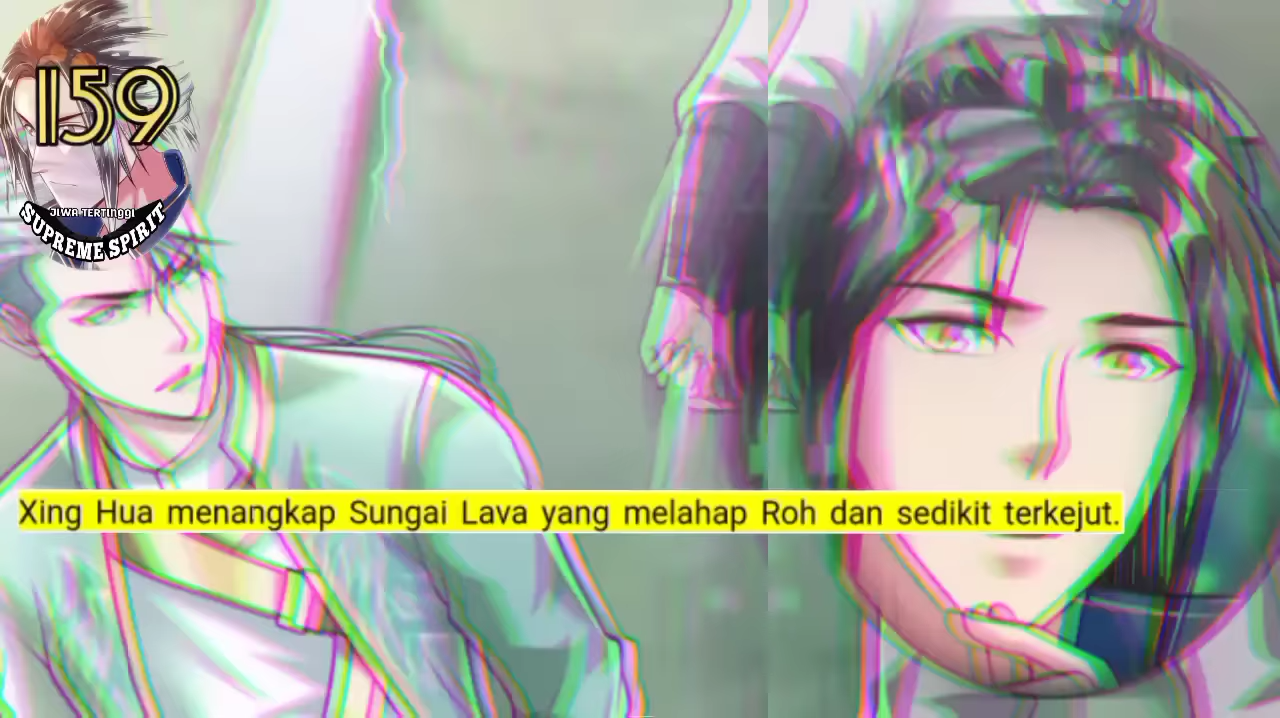 159
JIWA TERTINGGI
SUPREME SPIRIT
Xing Hua menangkap Sungai Lava yang melahap Roh dan sedikit terkejut.